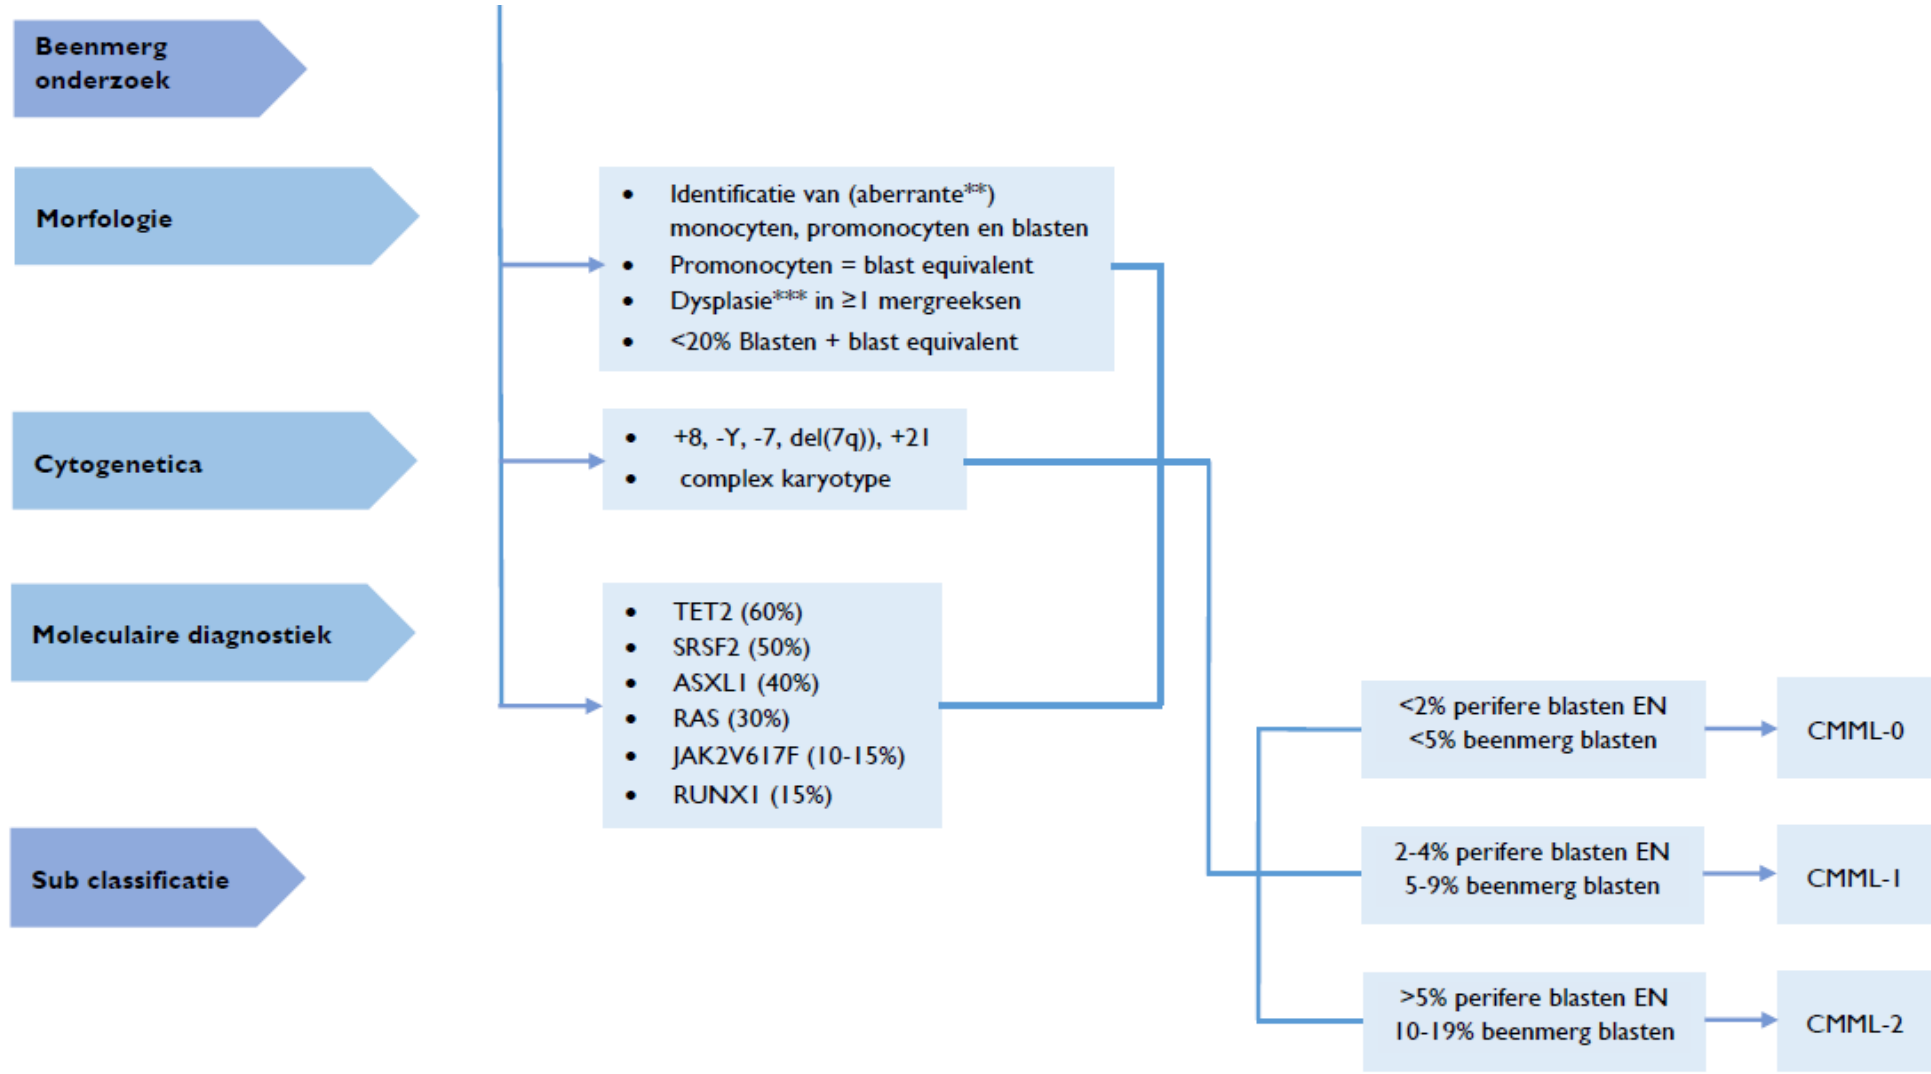 Beenmerg
onderzoek
Morfologie
• Identificatie van (aberrante**)
monocyten, promonocyten en blasten
• Promonocyten = blast equivalent
• Dysplasie*** in ≥1 mergreeksen
• <20% Blasten + blast equivalent
Cytogenetica
• +8, -Y, -7, del(7q)), +21
• complex karyotype
Moleculaire diagnostiek
• TET2 (60%)
• SRSF2 (50%)
• ASXL1 (40%)
• RAS (30%)
• JAK2V617F (10-15%)
• RUNX1 (15%)
Sub classificatie
<2% perifere blasten EN
<5% beenmerg blasten
CMML-0
2-4% perifere blasten EN
5-9% beenmerg blasten
CMML-1
>5% perifere blasten EN
10-19% beenmerg blasten
CMML-2